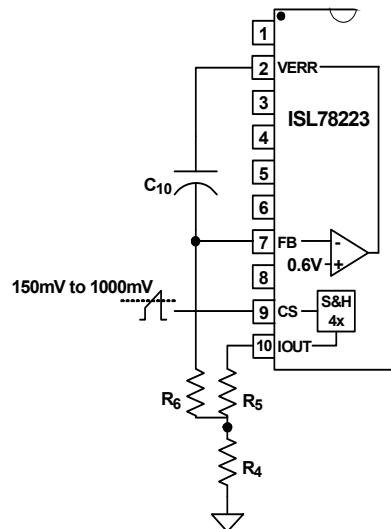 1
2 VERR
3
ISL78223
4
5
C10
6
7 FB -
0.6V +
8
150mV to 1000mV
9 CS S&H
4x
10 IOUT
R6 R5
R4